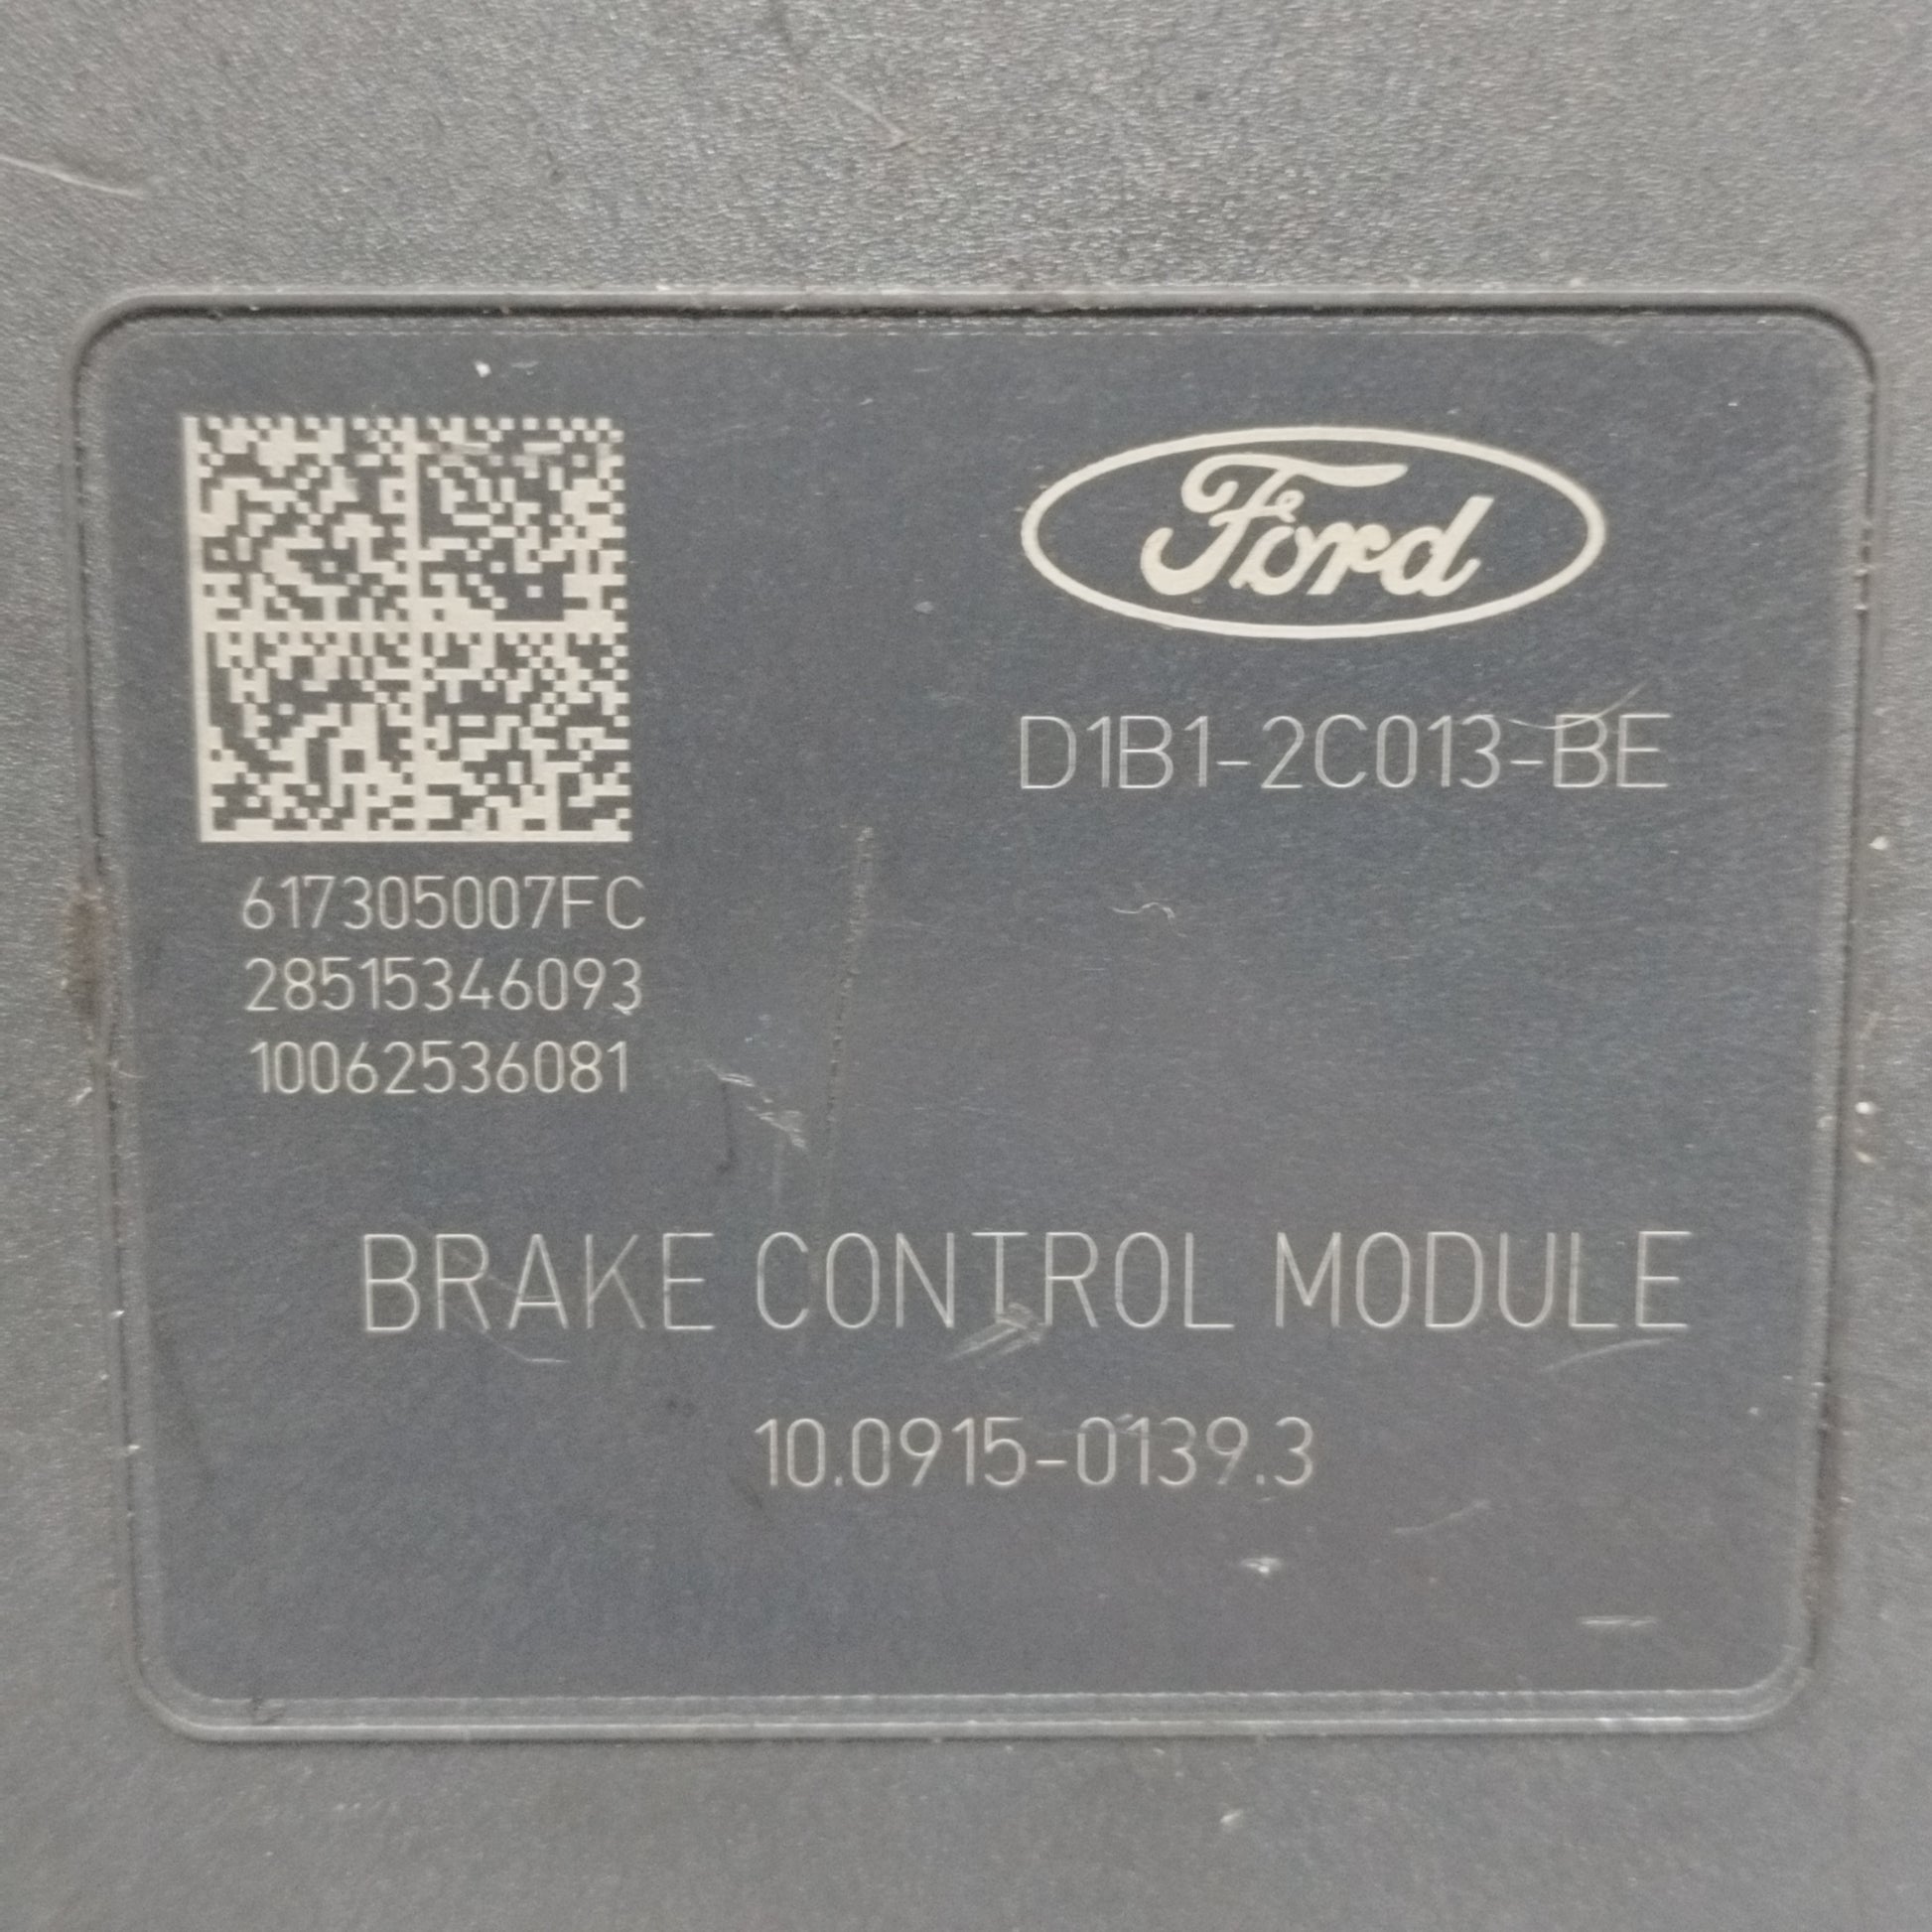 Ford
D1B1-2C013-BE
617305007FC
28515346093
10062536081
BRAKE CONTROL MODULE
10.0915-0139.3